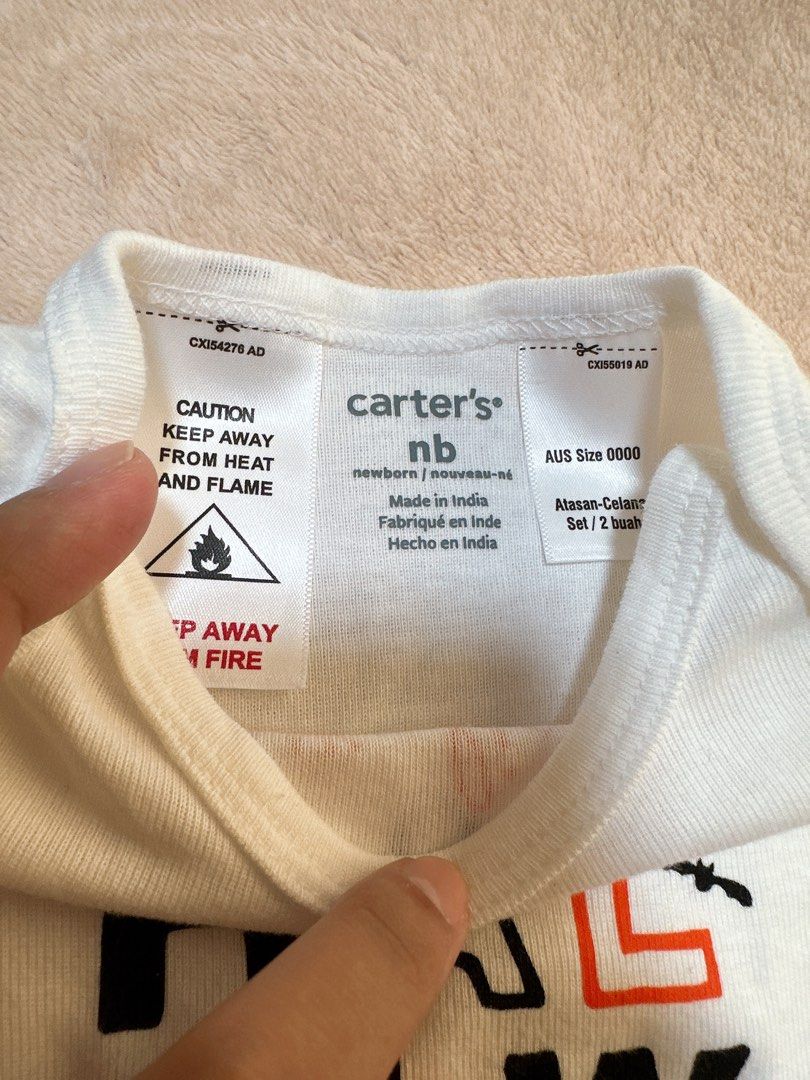 CXI54276 AD
CAUTION
KEEP AWAY
FROM HEAT
AND FLAME
AWAY
FIRE
carter's®
nb
newborn / nouveau-né
Made in India
Fabriqué en Inde
Hecho en India
CXI55019 AD
AUS Size 0000
Atasan-Celana
Set / 2 buah